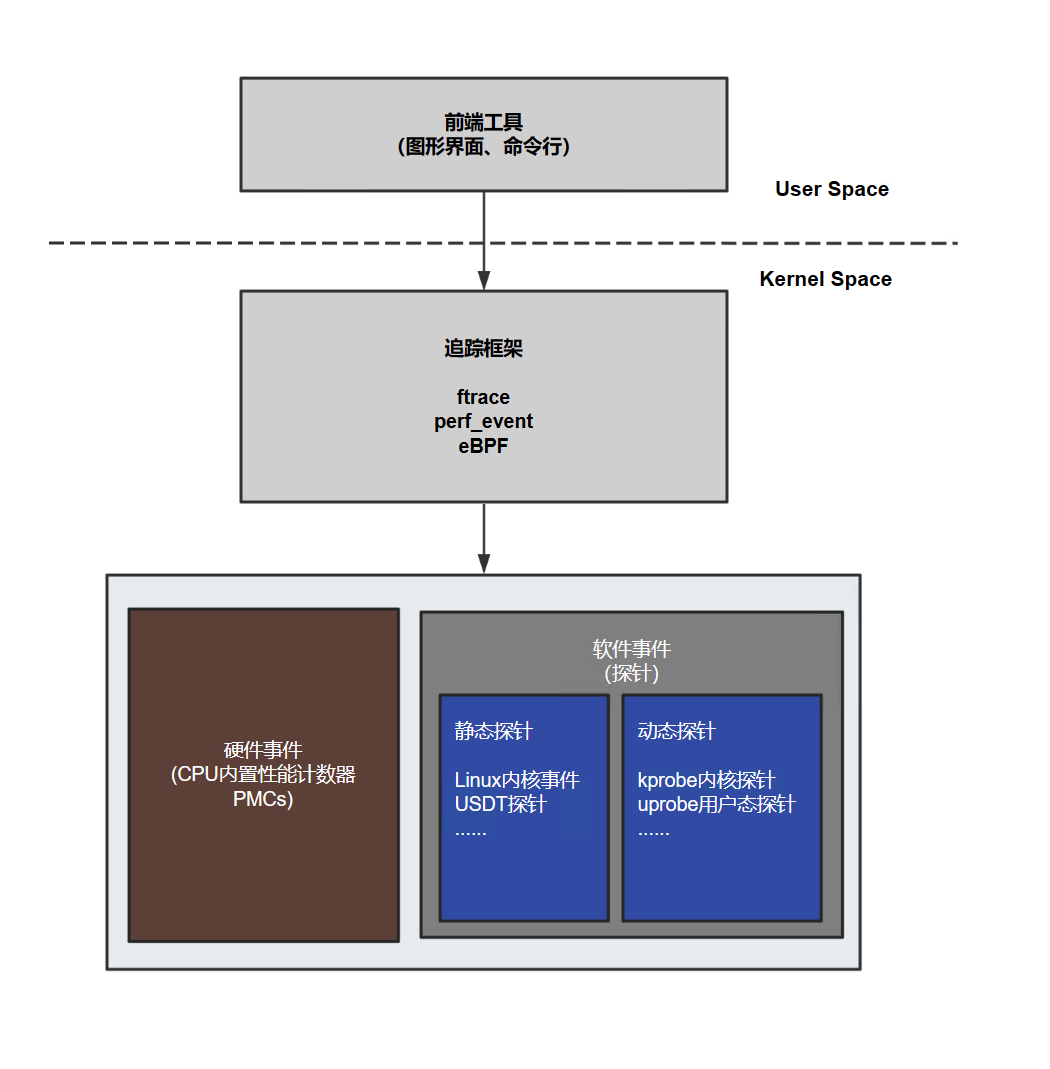 前端工具
（图形界面、命令行）
User Space
Kernel Space
追踪框架
ftrace
perf_event
eBPF
硬件事件
(CPU内置性能计数器
PMCs)
软件事件
(探针)
静态探针
Linux内核事件
USDT探针
......
动态探针
kprobe内核探针
uprobe用户态探针
......